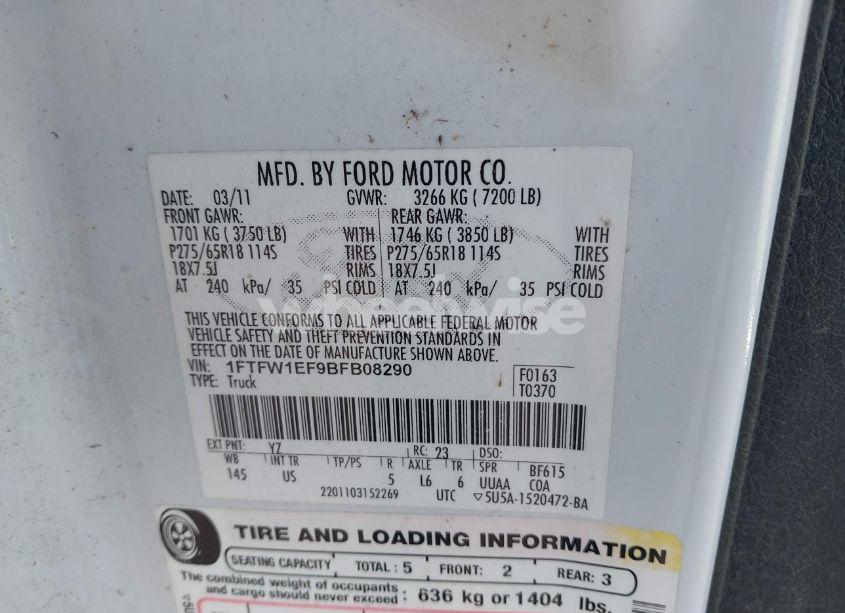 MFD. BY FORD MOTOR CO.
DATE: 03/11 GVWR: 3266 KG ( 7200 LB)
FRONT GAWR: REAR GAWR:
1701 KG ( 3750 LB) WITH 1746 KG ( 3850 LB) WITH
P275/65R18 114S TIRES P275/65R18 114S TIRES
18X7.5J RIMS 18X7.5J RIMS
AT 240 kPa/ 35 PSI COLD AT 240 kPa/ 35 PSI COLD
wheelwise
THIS VEHICLE CONFORMS TO ALL APPLICABLE FEDERAL MOTOR
VEHICLE SAFETY AND THEFT PREVENTION STANDARDS IN
EFFECT ON THE DATE OF MANUFACTURE SHOWN ABOVE.
VIN: 1FTFW1EF9BFB08290 F0163
TYPE: Truck T0370
EXT PNT: YZ RC: 23 DSO:
WB INT TR TP/PS R AXLE TR SPR BF615
145 US 5 L6 6 UUAA COA
2201103152269 UTC ▽5U5A-1520472-BA
TIRE AND LOADING INFORMATION
SEATING CAPACITY TOTAL : 5 FRONT: 2 REAR: 3
The combined weight of occupants
and cargo should never exceed : 636 kg or 1404 lbs.